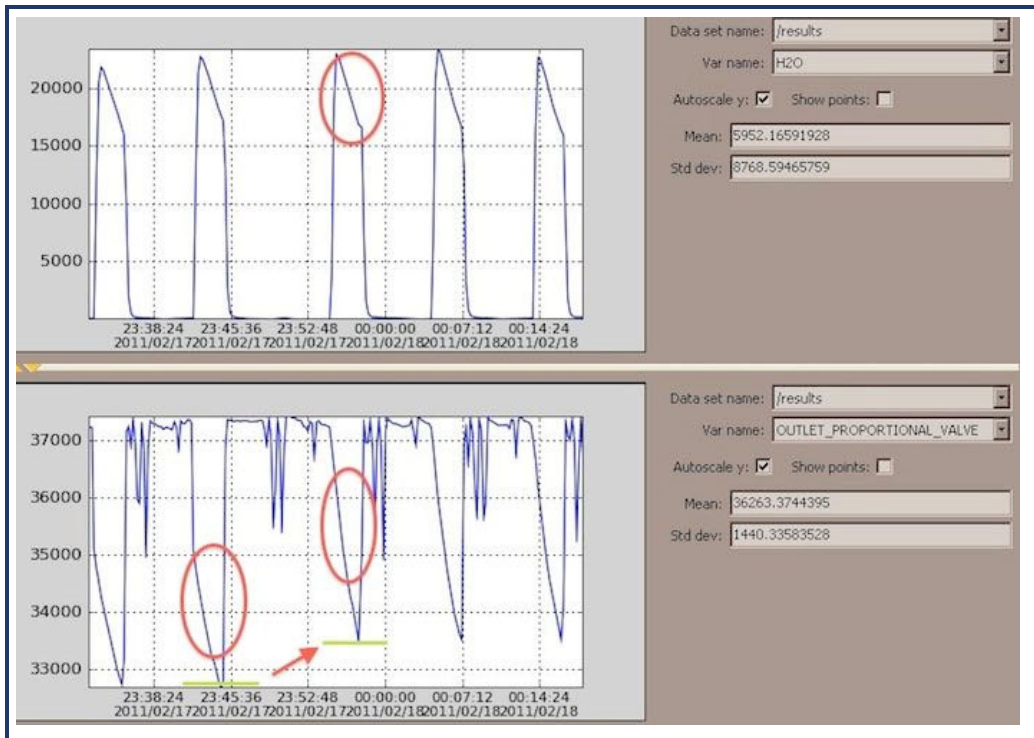 Data set name: /results
Var name: H2O
Autoscale y: Show points:
Mean: 5952.16591928
Std dev: 8768.59465759
20000
15000
10000
5000
23:38:24 23:45:36 23:52:48 00:00:00 00:07:12 00:14:24
2011/02/17 2011/02/17 2011/02/17 2011/02/18 2011/02/18 2011/02/18
Data set name: /results
Var name: OUTLET_PROPORTIONAL_VALVE
Autoscale y: Show points:
Mean: 36263.3744395
Std dev: 1440.33583528
37000
36000
35000
34000
33000
23:38:24 23:45:36 23:52:48 00:00:00 00:07:12 00:14:24
2011/02/17 2011/02/17 2011/02/17 2011/02/18 2011/02/18 2011/02/18